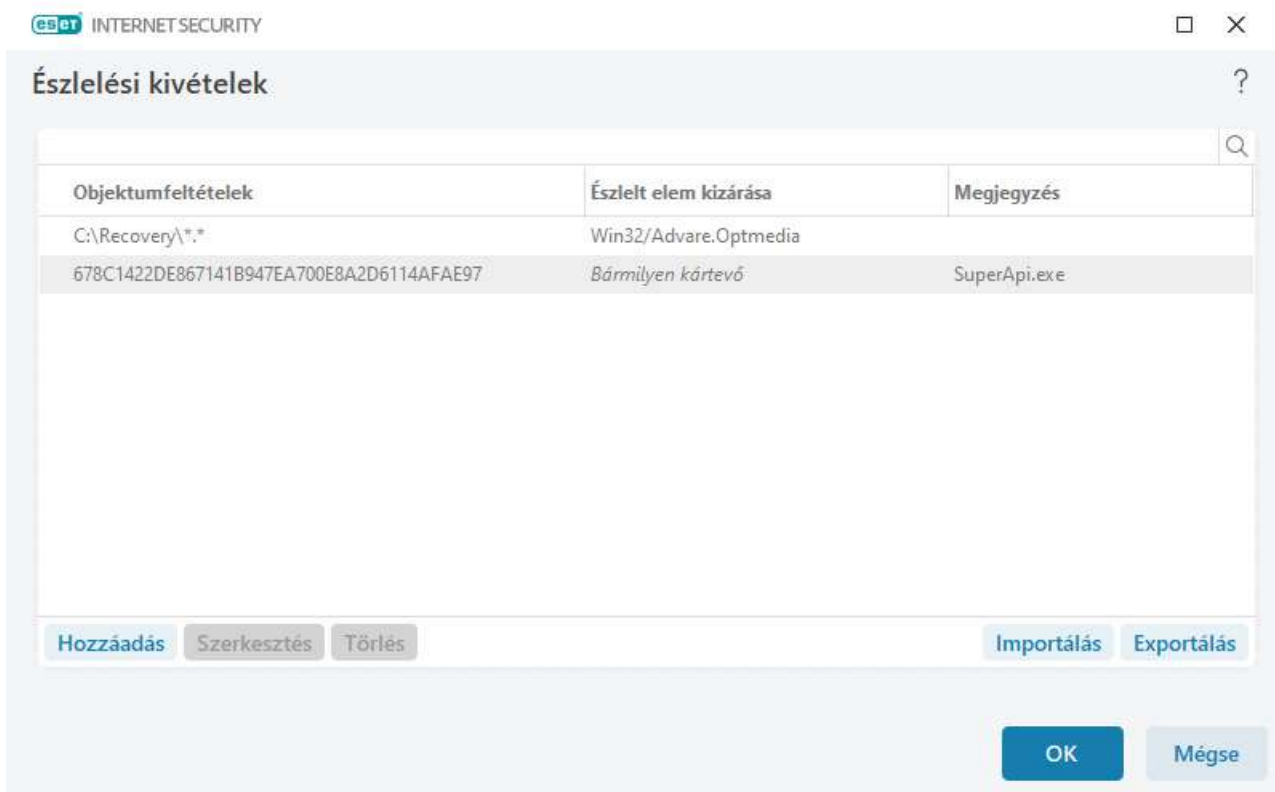 eset INTERNET SECURITY
Észlelési kivételek
?
Objektumfeltételek Észlelt elem kizárása Megjegyzés
C:\Recovery\*.* Win32/Advare.Optmedia
678C1422DE867141B947EA700E8A2D6114AFAE97 Bármilyen kártevő SuperApi.exe
Hozzáadás Szerkesztés Törlés Importálás Exportálás
OK Mégse